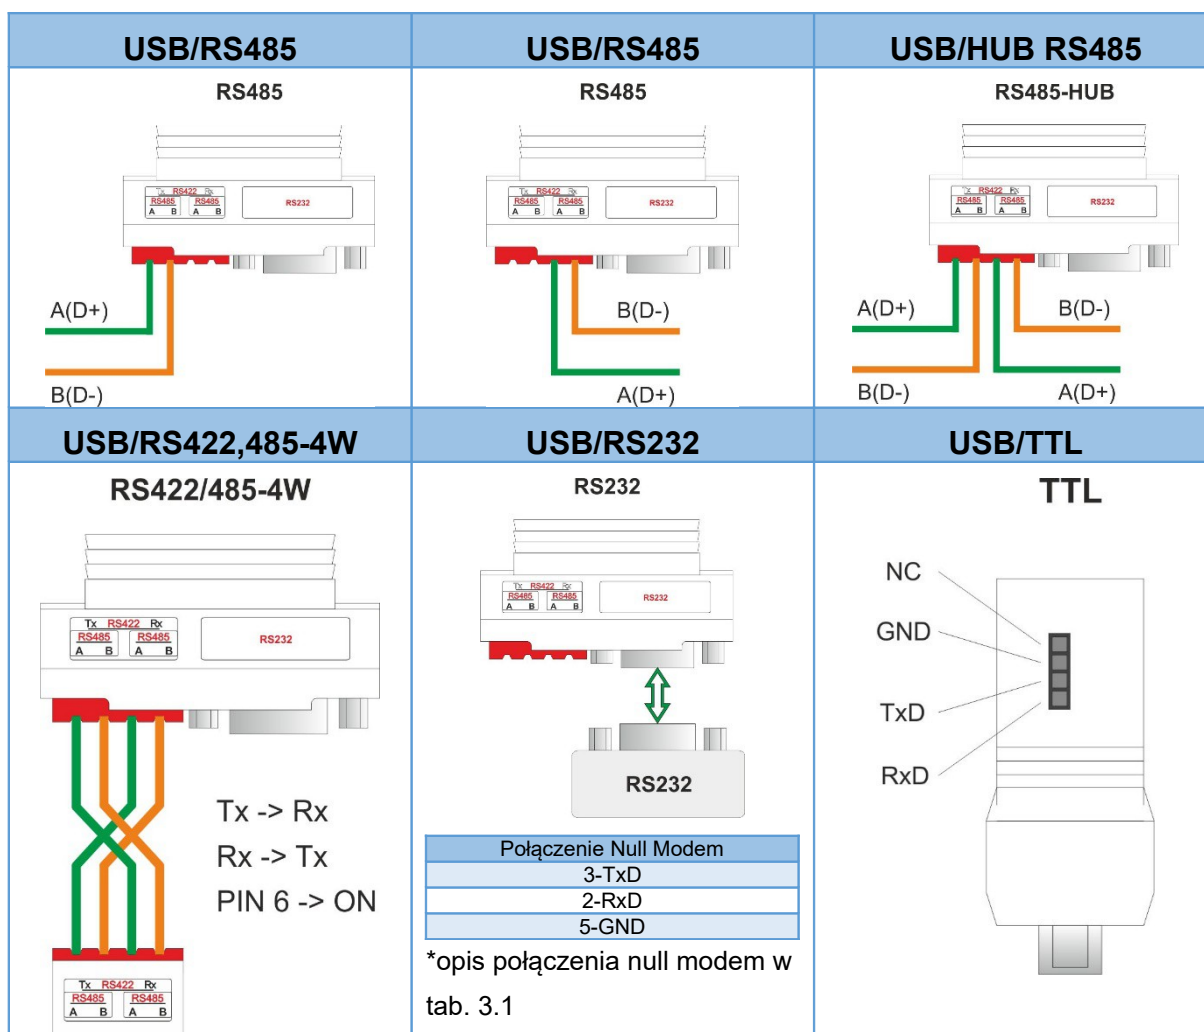 USB/RS485
RS485
Tx RS422 Rx
RS485 RS485
A B A B
RS232
A(D+)
B(D-)
USB/RS485
RS485
Tx RS422 Rx
RS485 RS485
A B A B
RS232
B(D-)
A(D+)
USB/HUB RS485
RS485-HUB
Tx RS422 Rx
RS485 RS485
A B A B
RS232
A(D+) B(D-)
B(D-) A(D+)
USB/RS422,485-4W
RS422/485-4W
Tx RS422 Rx
RS485 RS485
A B A B
RS232
Tx -> Rx
Rx -> Tx
PIN 6 -> ON
Tx RS422 Rx
RS485 RS485
A B A B
USB/RS232
RS232
Tx RS422 Rx
RS485 RS485
A B A B
RS232
RS232
Połączenie Null Modem
3-TxD
2-RxD
5-GND
*opis połączenia null modem w
tab. 3.1
USB/TTL
TTL
NC
GND
TxD
RxD